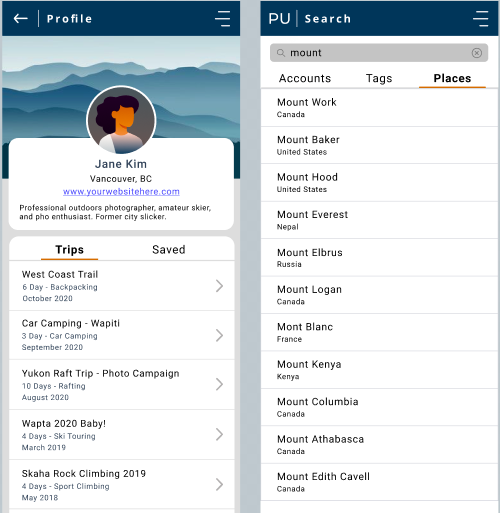 Profile
Jane Kim
Vancouver, BC
www.yourwebsitehere.com
Professional outdoors photographer, amateur skier,
and pho enthusiast. Former city slicker.
Trips
Saved
West Coast Trail
6 Day - Backpacking
October 2020
Car Camping - Wapiti
3 Day - Car Camping
September 2020
Yukon Raft Trip - Photo Campaign
10 Days - Rafting
August 2020
Wapta 2020 Baby!
4 Days - Ski Touring
March 2019
Skaha Rock Climbing 2019
4 Days - Sport Climbing
May 2018
PU Search
mount
Accounts
Tags
Places
Mount Work
Canada
Mount Baker
United States
Mount Hood
United States
Mount Everest
Nepal
Mount Elbrus
Russia
Mount Logan
Canada
Mont Blanc
France
Mount Kenya
Kenya
Mount Columbia
Canada
Mount Athabasca
Canada
Mount Edith Cavell
Canada